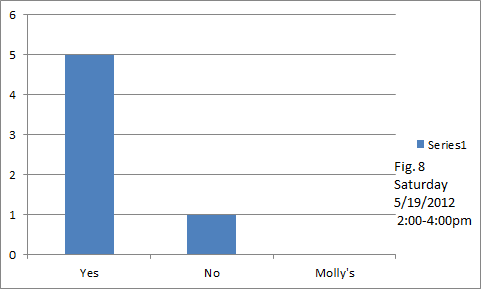 6
5
4
3
2
1
0
Yes No Molly's
Series1
Fig. 8
Saturday
5/19/2012
2:00-4:00pm